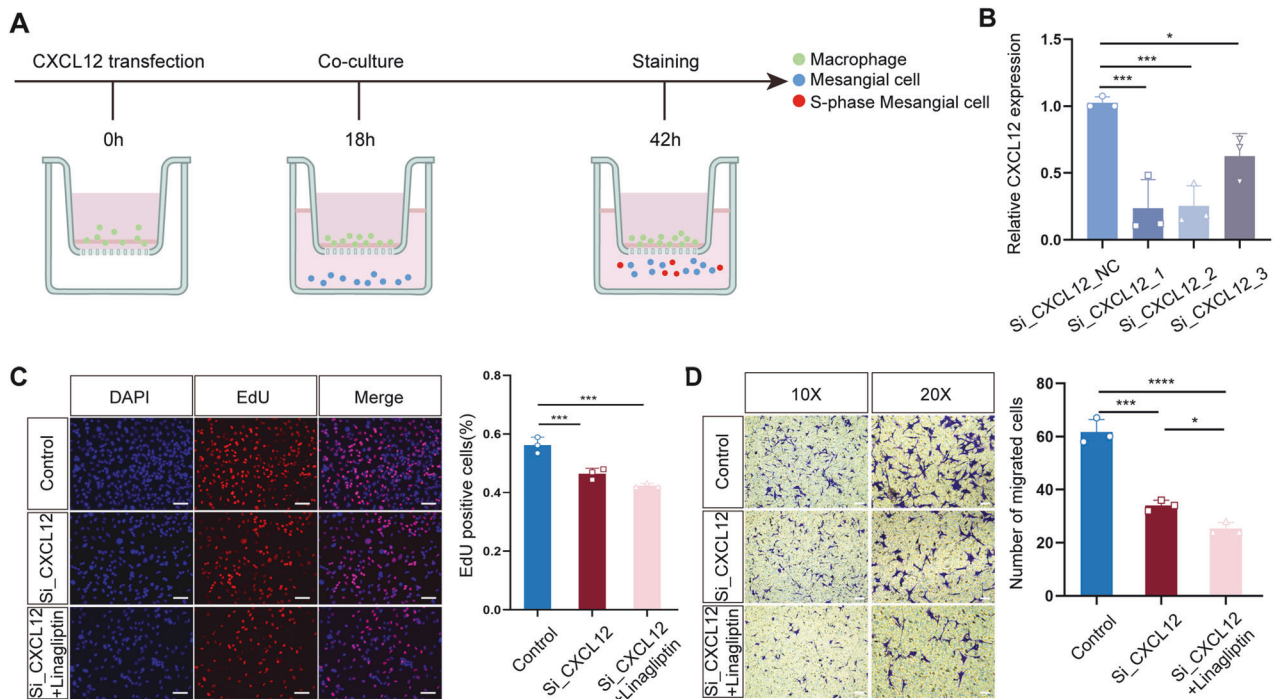 A
CXCL12 transfection
Co-culture
Staining
Macrophage
Mesangial cell
S-phase Mesangial cell
0h
18h
42h
B
Relative CXCL12 expression
1.5
1.0
0.5
0.0
*
***
***
Si_CXCL12_NC
Si_CXCL12_1
Si_CXCL12_2
Si_CXCL12_3
C
DAPI
EdU
Merge
Control
Si_CXCL12
Si_CXCL12
+Linagliptin
EdU positive cells(%)
0.8
0.6
0.4
0.2
0.0
***
***
Control
Si_CXCL12
Si_CXCL12
+Linagliptin
D
10X
20X
Control
Si_CXCL12
Si_CXCL12
+Linagliptin
Number of migrated cells
80
60
40
20
0
****
***
*
Control
Si_CXCL12
Si_CXCL12
+Linagliptin